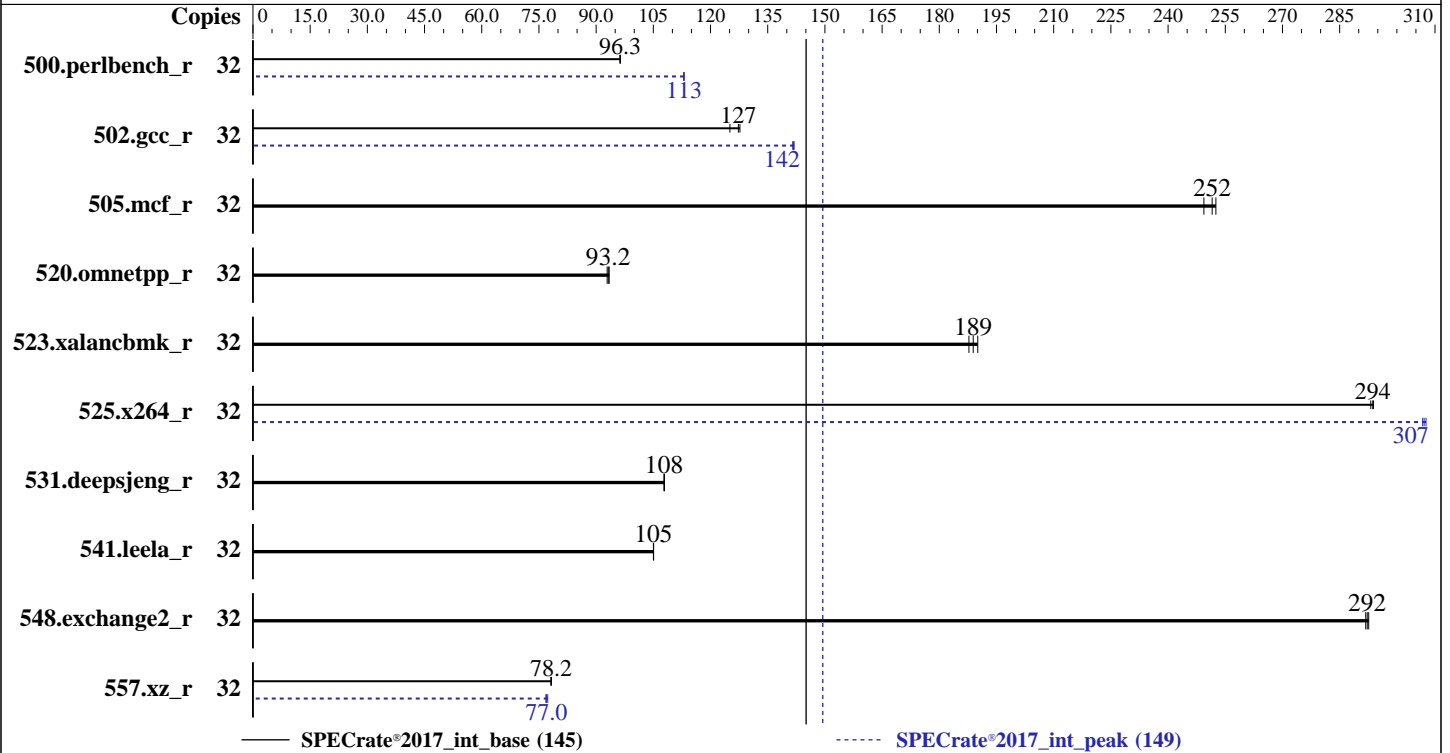 Copies 0 15.0 30.0 45.0 60.0 75.0 90.0 105 120 135 150 165 180 195 210 225 240 255 270 285 310
96.3
500.perlbench_r 32
113
127
502.gcc_r 32
142
252
505.mcf_r 32
93.2
520.omnetpp_r 32
189
523.xalancbmk_r 32
294
525.x264_r 32
307
108
531.deepsjeng_r 32
105
541.leela_r 32
292
548.exchange2_r 32
78.2
557.xz_r 32
77.0
SPECrate®2017_int_base (145) SPECrate®2017_int_peak (149)